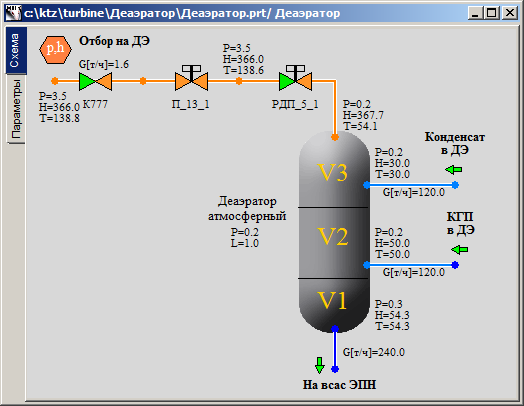 c:\ktz\turbine\Деаэратор\Деаэратор.prt/ Деаэратор
Схема
Параметры
p,h
Отбор на ДЭ
G[т/ч]=1.6
P=3.5
H=366.0
T=138.8
К777
П_13_1
P=3.5
H=366.0
T=138.6
РДП_5_1
P=0.2
H=367.7
T=54.1
Конденсат
в ДЭ
P=0.2
H=30.0
T=30.0
G[т/ч]=120.0
V3
Деаэратор
атмосферный
P=0.2
L=1.0
V2
КГП
в ДЭ
P=0.2
H=50.0
T=50.0
G[т/ч]=120.0
V1
P=0.3
H=54.3
T=54.3
G[т/ч]=240.0
На всас ЭПН